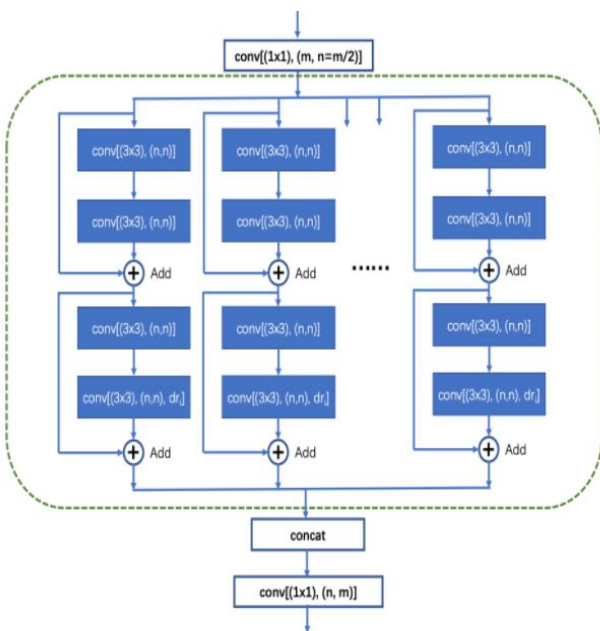 conv[(1x1), (m, n=m/2)]
conv[(3x3), (n,n)]
conv[(3x3), (n,n)]
conv[(3x3), (n,n)]
conv[(3x3), (n,n)]
conv[(3x3), (n,n)]
conv[(3x3), (n,n)]
+ Add
+ Add
......
+ Add
conv[(3x3), (n,n)]
conv[(3x3), (n,n)]
conv[(3x3), (n,n)]
conv[(3x3), (n,n), drᵢ]
conv[(3x3), (n,n), drᵢ]
conv[(3x3), (n,n), drᵢ]
+ Add
+ Add
+ Add
concat
conv[(1x1), (n, m)]